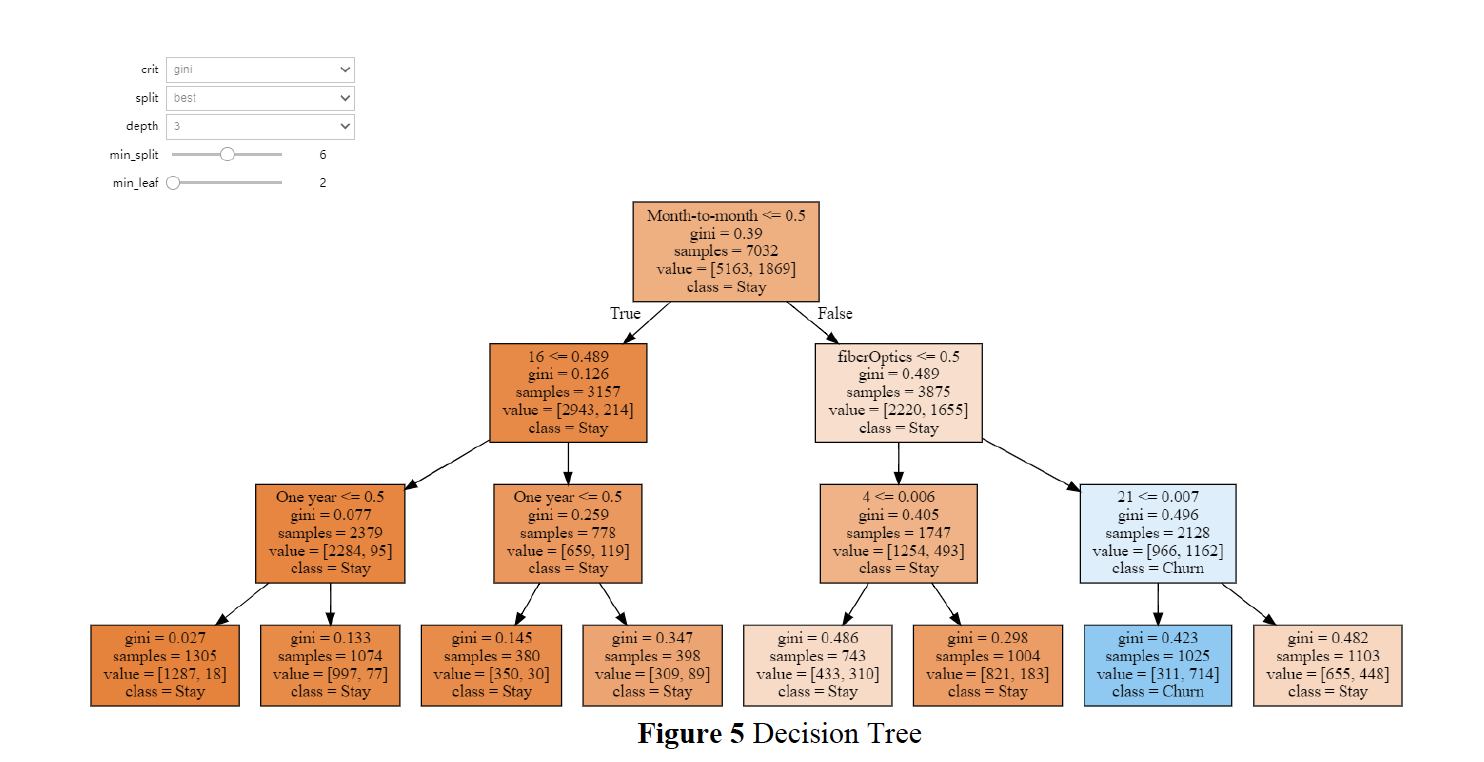 crit gini
split best
depth 3
min_split 6
min_leaf 2
Month-to-month <= 0.5
gini = 0.39
samples = 7032
value = [5163, 1869]
class = Stay
True
False
16 <= 0.489
gini = 0.126
samples = 3157
value = [2943, 214]
class = Stay
fiberOptics <= 0.5
gini = 0.489
samples = 3875
value = [2220, 1655]
class = Stay
One year <= 0.5
gini = 0.077
samples = 2379
value = [2284, 95]
class = Stay
One year <= 0.5
gini = 0.259
samples = 778
value = [659, 119]
class = Stay
4 <= 0.006
gini = 0.405
samples = 1747
value = [1254, 493]
class = Stay
21 <= 0.007
gini = 0.496
samples = 2128
value = [966, 1162]
class = Churn
gini = 0.027
samples = 1305
value = [1287, 18]
class = Stay
gini = 0.133
samples = 1074
value = [997, 77]
class = Stay
gini = 0.145
samples = 380
value = [350, 30]
class = Stay
gini = 0.347
samples = 398
value = [309, 89]
class = Stay
gini = 0.486
samples = 743
value = [433, 310]
class = Stay
gini = 0.298
samples = 1004
value = [821, 183]
class = Stay
gini = 0.423
samples = 1025
value = [311, 714]
class = Churn
gini = 0.482
samples = 1103
value = [655, 448]
class = Stay
Figure 5 Decision Tree